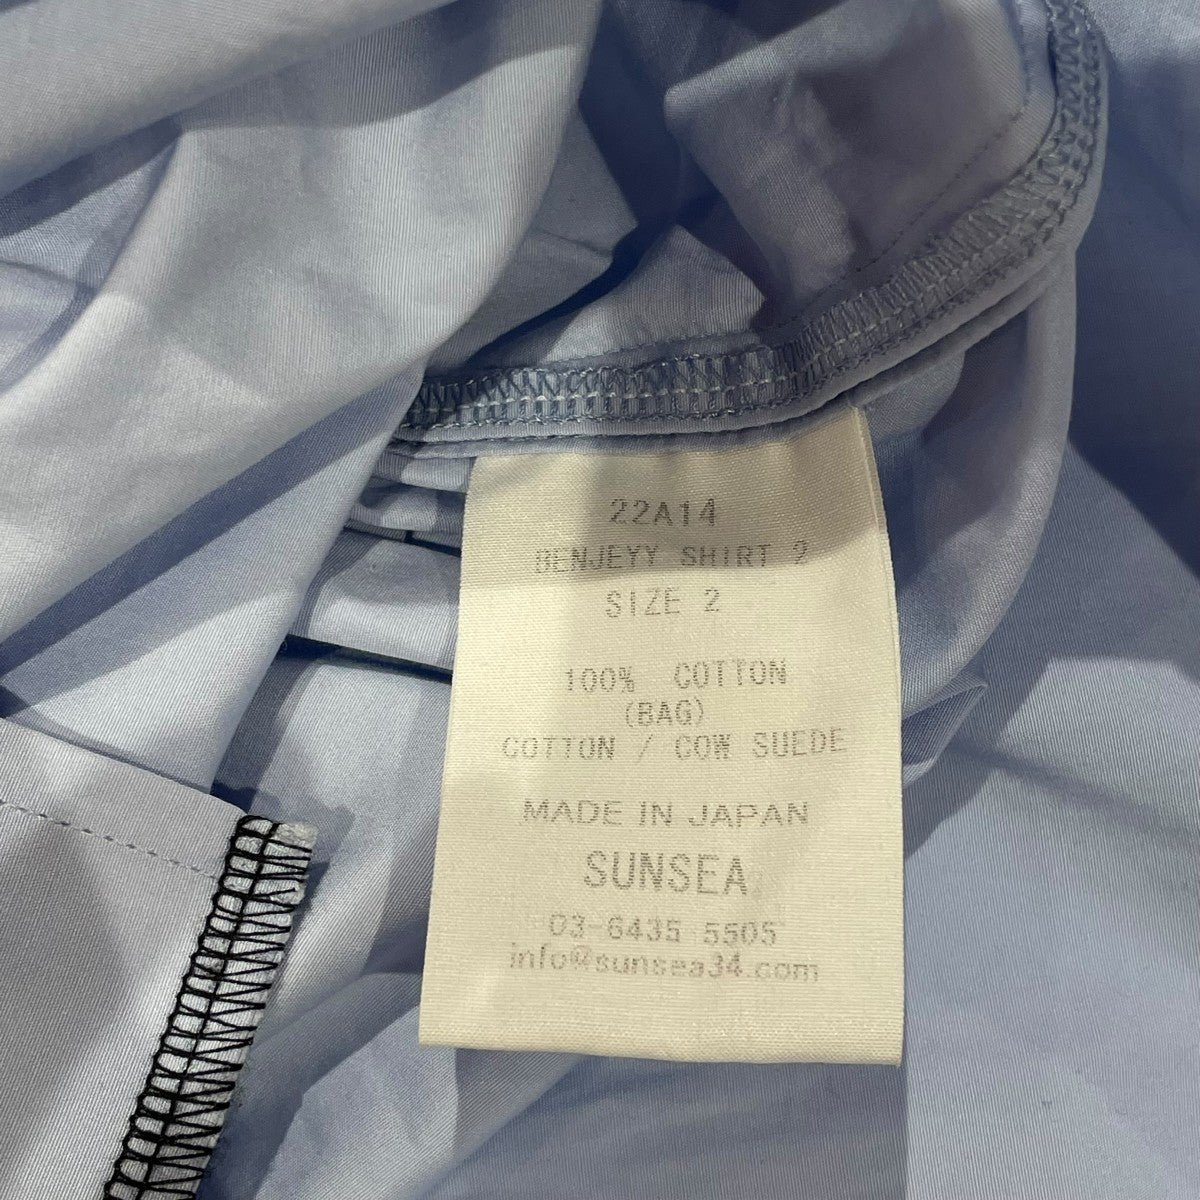 22A14
BENJEYY SHIRT 2
SIZE 2
100% COTTON
(BAG)
COTTON / COW SUEDE
MADE IN JAPAN
SUNSEA
03-6435 5505
info@sunsea34.com